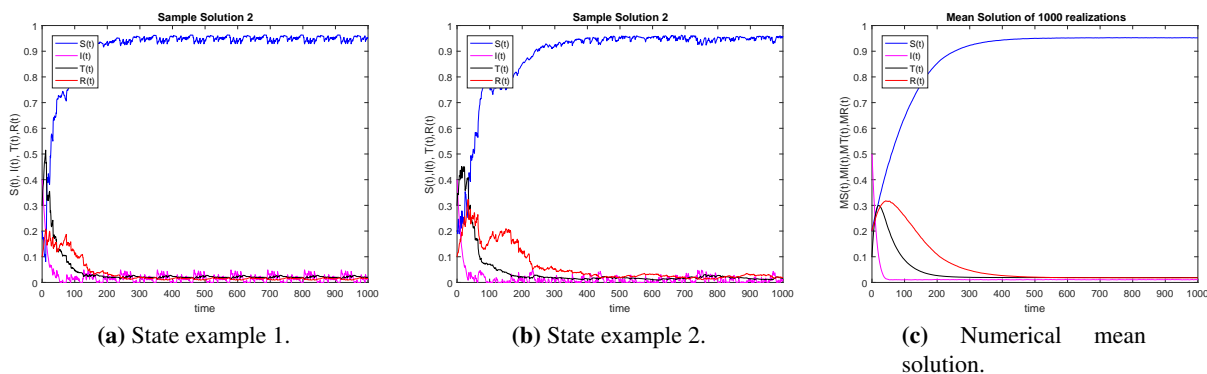 Sample Solution 2
S(t), I(t), T(t),R(t)
1
0.9
0.8
0.7
0.6
0.5
0.4
0.3
0.2
0.1
0
S(t)
I(t)
T(t)
R(t)
0 100 200 300 400 500 600 700 800 900 1000
time
(a) State example 1.
Sample Solution 2
S(t),I(t), T(t),R(t)
1
0.9
0.8
0.7
0.6
0.5
0.4
0.3
0.2
0.1
0
S(t)
I(t)
T(t)
R(t)
0 100 200 300 400 500 600 700 800 900 1000
time
(b) State example 2.
Mean Solution of 1000 realizations
MS(t),MI(t),MT(t),MR(t)
1
0.9
0.8
0.7
0.6
0.5
0.4
0.3
0.2
0.1
0
S(t)
I(t)
T(t)
R(t)
0 100 200 300 400 500 600 700 800 900 1000
time
(c) Numerical mean
solution.